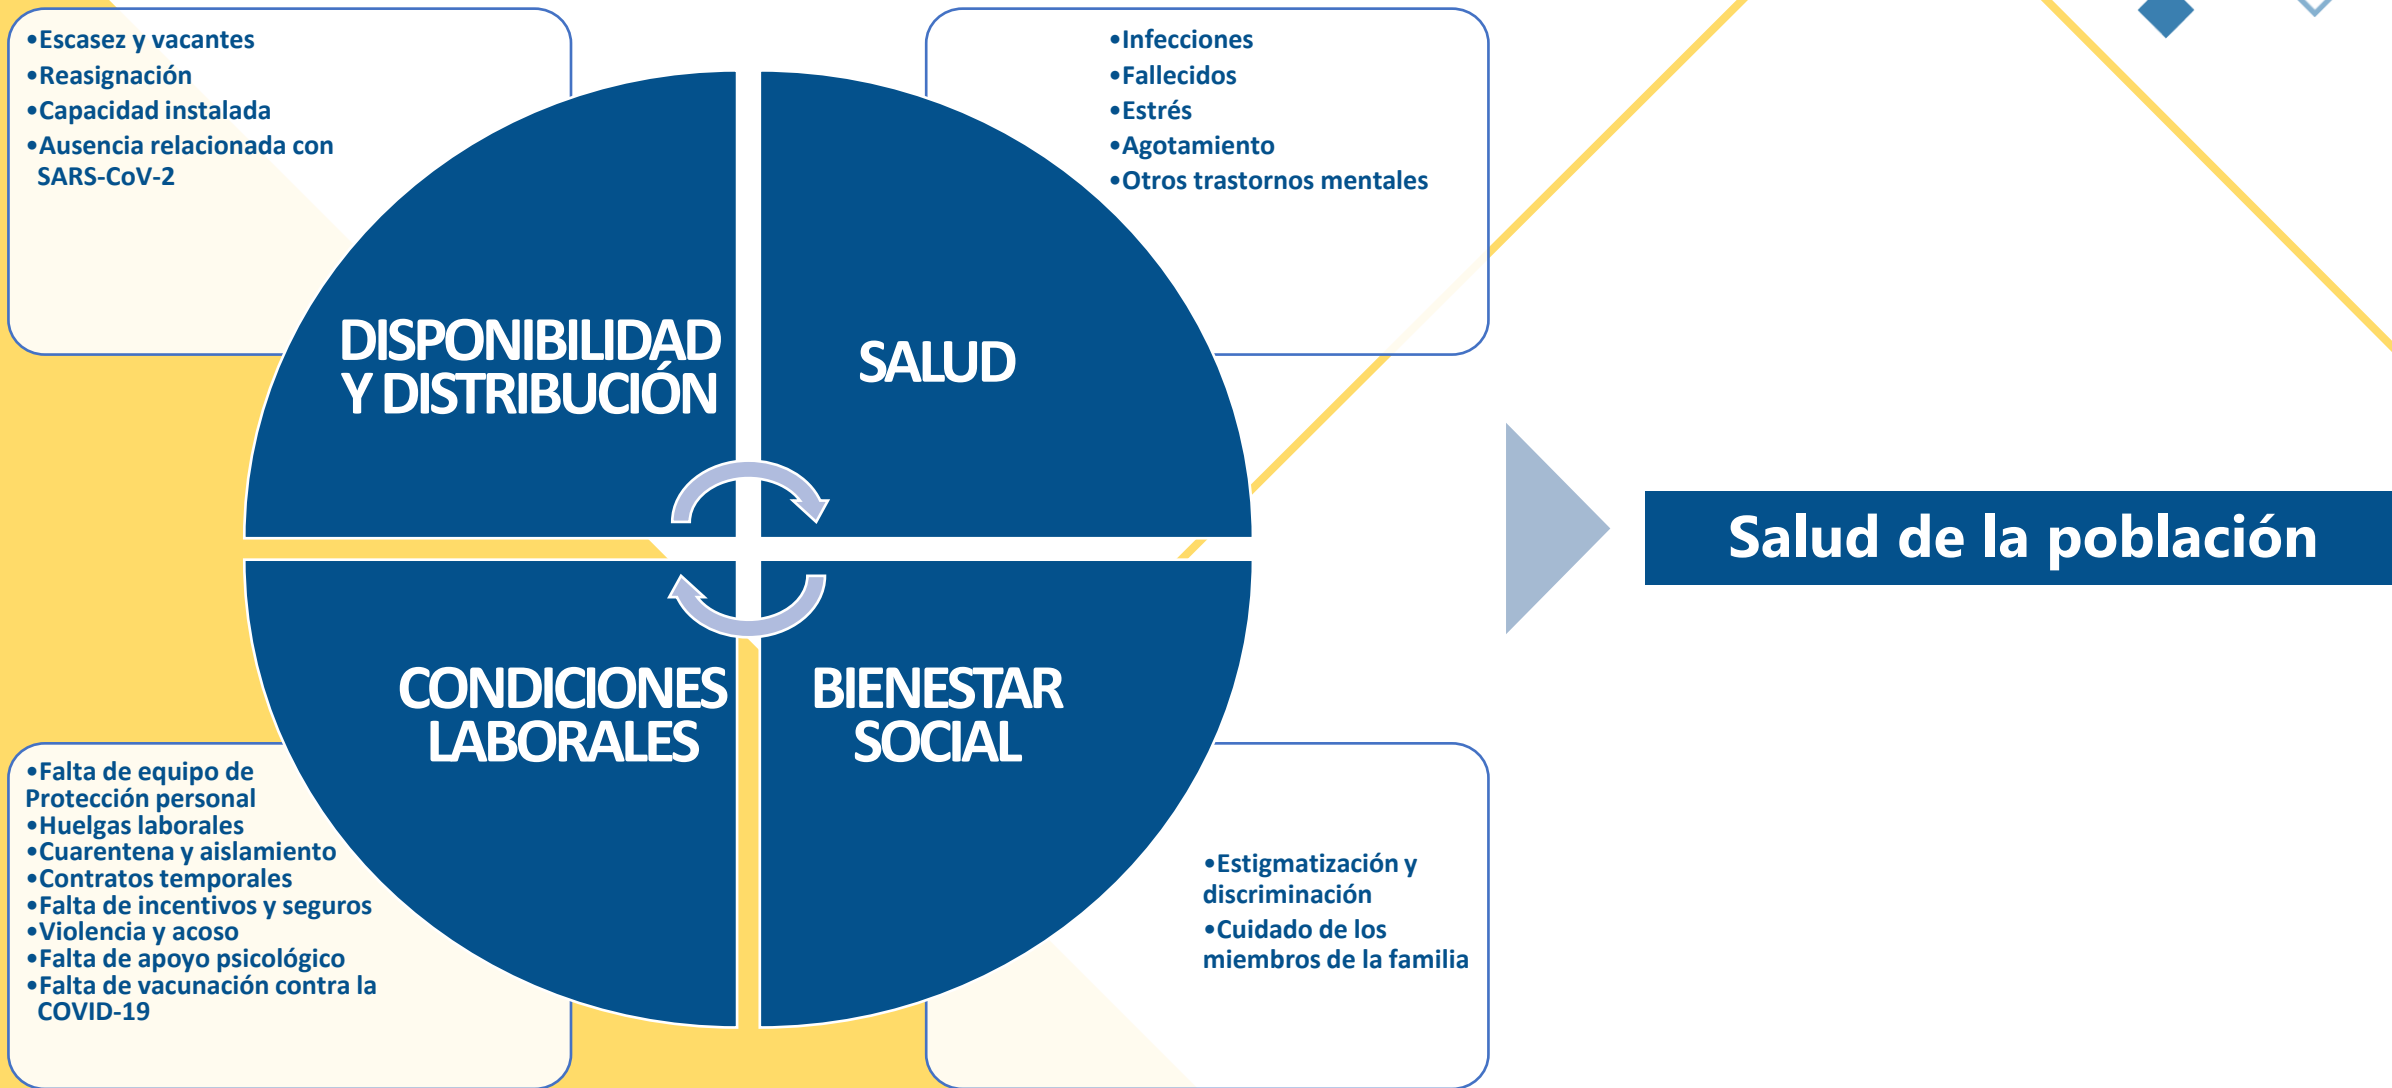 •Escasez y vacantes
•Reasignación
•Capacidad instalada
•Ausencia relacionada con
SARS-CoV-2
•Infecciones
•Fallecidos
•Estrés
•Agotamiento
•Otros trastornos mentales
DISPONIBILIDAD
Y DISTRIBUCIÓN
SALUD
CONDICIONES
LABORALES
BIENESTAR
SOCIAL
•Falta de equipo de
Protección personal
•Huelgas laborales
•Cuarentena y aislamiento
•Contratos temporales
•Falta de incentivos y seguros
•Violencia y acoso
•Falta de apoyo psicológico
•Falta de vacunación contra la
COVID-19
•Estigmatización y
discriminación
•Cuidado de los
miembros de la familia
Salud de la población